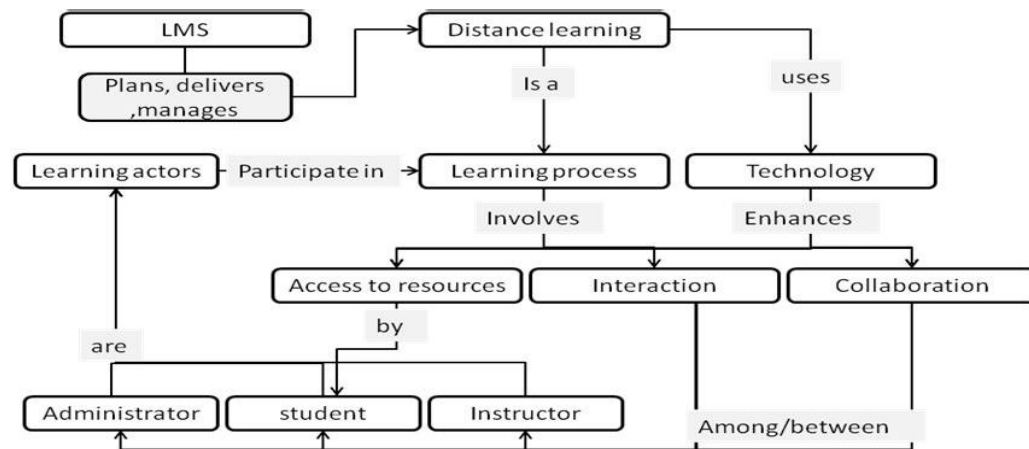 LMS
Distance learning
Plans, delivers
,manages
Is a
uses
Learning actors
Participate in
Learning process
Technology
Involves
Enhances
Access to resources
Interaction
Collaboration
by
are
Administrator
student
Instructor
Among/between